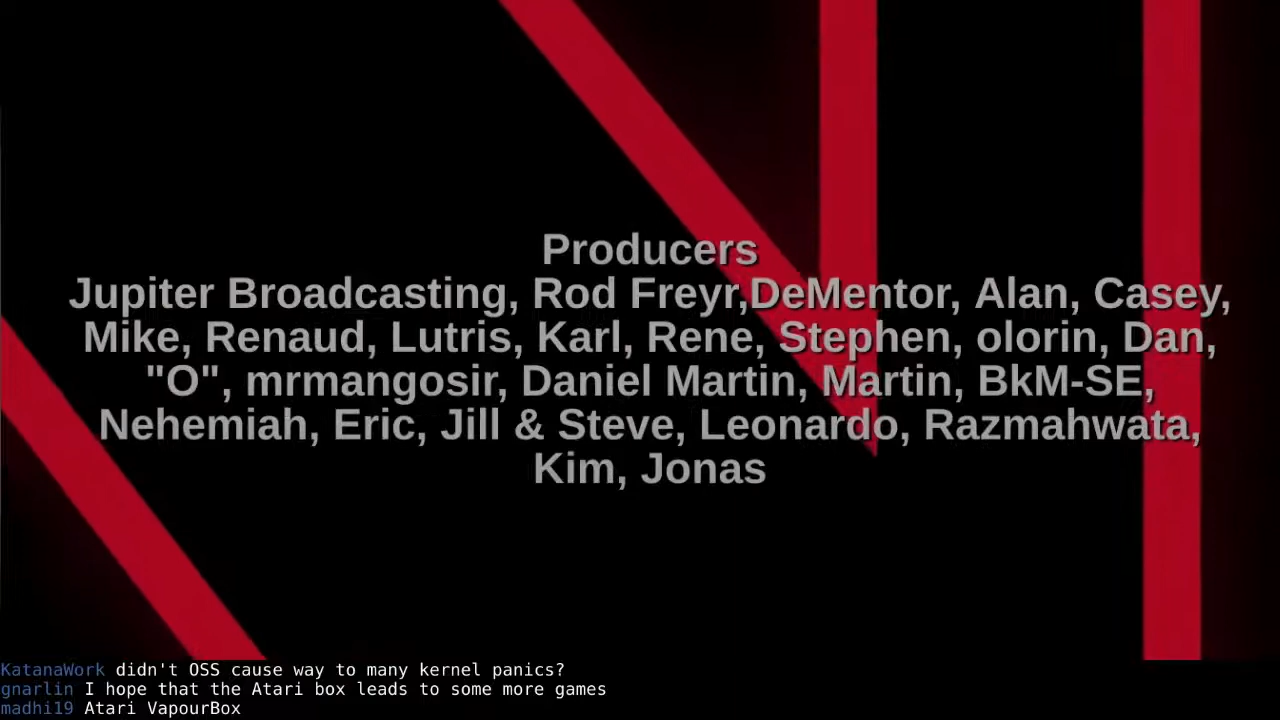 Producers
Jupiter Broadcasting, Rod Freyr,DeMentor, Alan, Casey,
Mike, Renaud, Lutris, Karl, Rene, Stephen, olorin, Dan,
"O", mrmangosir, Daniel Martin, Martin, BkM-SE,
Nehemiah, Eric, Jill & Steve, Leonardo, Razmahwata,
Kim, Jonas
KatanaWork didn't OSS cause way to many kernel panics?
gnarlin I hope that the Atari box leads to some more games
madhi19 Atari VapourBox